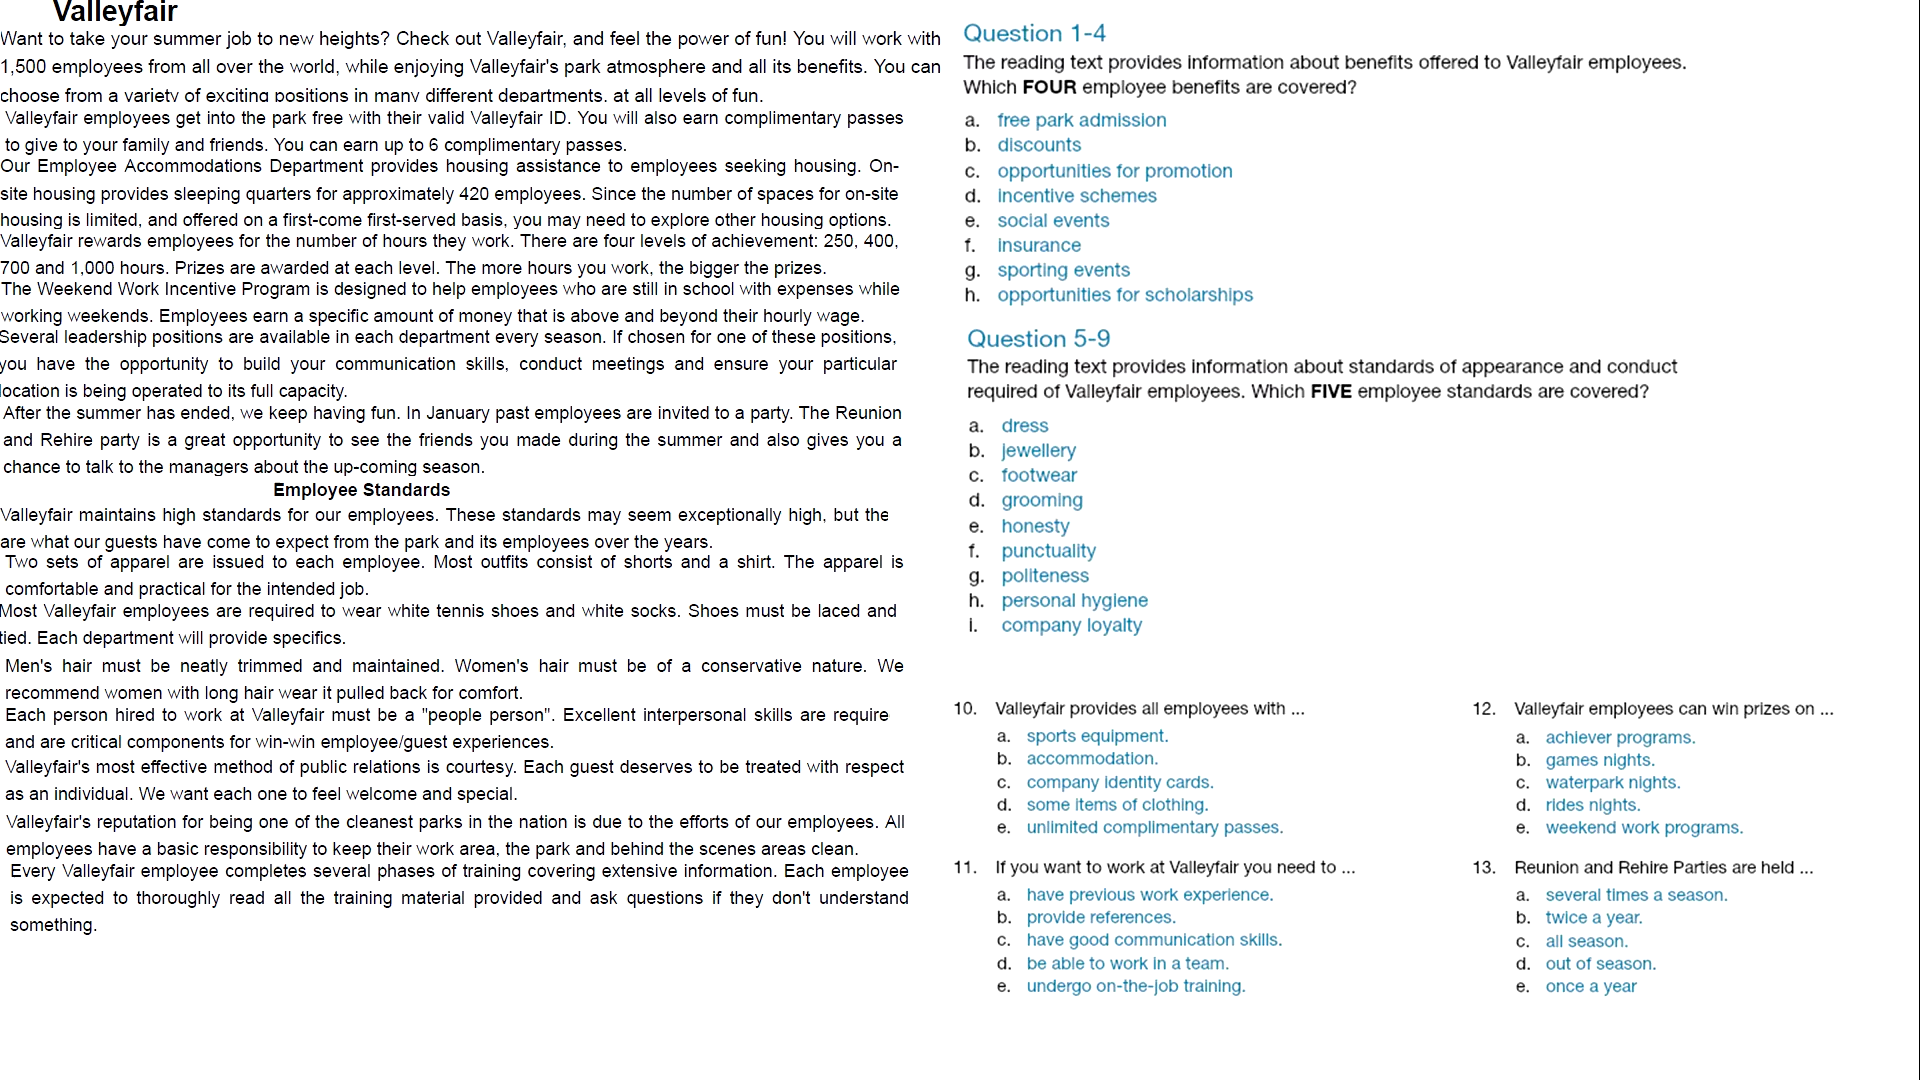 Valleyfair
Want to take your summer job to new heights? Check out Valleyfair, and feel the power of fun! You will work with
1,500 employees from all over the world, while enjoying Valleyfair's park atmosphere and all its benefits. You can
choose from a variety of exciting positions in many different departments, at all levels of fun.
Valleyfair employees get into the park free with their valid Valleyfair ID. You will also earn complimentary passes
to give to your family and friends. You can earn up to 6 complimentary passes.
Our Employee Accommodations Department provides housing assistance to employees seeking housing. On-
site housing provides sleeping quarters for approximately 420 employees. Since the number of spaces for on-site
housing is limited, and offered on a first-come first-served basis, you may need to explore other housing options.
Valleyfair rewards employees for the number of hours they work. There are four levels of achievement: 250, 400,
700 and 1,000 hours. Prizes are awarded at each level. The more hours you work, the bigger the prizes.
The Weekend Work Incentive Program is designed to help employees who are still in school with expenses while
working weekends. Employees earn a specific amount of money that is above and beyond their hourly wage.
Several leadership positions are available in each department every season. If chosen for one of these positions,
you have the opportunity to build your communication skills, conduct meetings and ensure your particular
location is being operated to its full capacity.
After the summer has ended, we keep having fun. In January past employees are invited to a party. The Reunion
and Rehire party is a great opportunity to see the friends you made during the summer and also gives you a
chance to talk to the managers about the up-coming season.
Employee Standards
Valleyfair maintains high standards for our employees. These standards may seem exceptionally high, but the
are what our guests have come to expect from the park and its employees over the years.
Two sets of apparel are issued to each employee. Most outfits consist of shorts and a shirt. The apparel is
comfortable and practical for the intended job.
Most Valleyfair employees are required to wear white tennis shoes and white socks. Shoes must be laced and
tied. Each department will provide specifics.
Men's hair must be neatly trimmed and maintained. Women's hair must be of a conservative nature. We
recommend women with long hair wear it pulled back for comfort.
Each person hired to work at Valleyfair must be a "people person". Excellent interpersonal skills are require
and are critical components for win-win employee/guest experiences.
Valleyfair's most effective method of public relations is courtesy. Each guest deserves to be treated with respect
as an individual. We want each one to feel welcome and special.
Valleyfair's reputation for being one of the cleanest parks in the nation is due to the efforts of our employees. All
employees have a basic responsibility to keep their work area, the park and behind the scenes areas clean.
Every Valleyfair employee completes several phases of training covering extensive information. Each employee
is expected to thoroughly read all the training material provided and ask questions if they don't understand
something.
Question 1-4
The reading text provides information about benefits offered to Valleyfair employees.
Which FOUR employee benefits are covered?
a. free park admission
b. discounts
c. opportunities for promotion
d. incentive schemes
e. social events
f. insurance
g. sporting events
h. opportunities for scholarships
Question 5-9
The reading text provides information about standards of appearance and conduct
required of Valleyfair employees. Which FIVE employee standards are covered?
a. dress
b. jewellery
c. footwear
d. grooming
e. honesty
f. punctuality
g. politeness
h. personal hygiene
i. company loyalty
10. Valleyfair provides all employees with ...
a. sports equipment.
b. accommodation.
c. company identity cards.
d. some items of clothing.
e. unlimited complimentary passes.
11. If you want to work at Valleyfair you need to ...
a. have previous work experience.
b. provide references.
c. have good communication skills.
d. be able to work in a team.
e. undergo on-the-job training.
12. Valleyfair employees can win prizes on ...
a. achiever programs.
b. games nights.
c. waterpark nights.
d. rides nights.
e. weekend work programs.
13. Reunion and Rehire Parties are held ...
a. several times a season.
b. twice a year.
c. all season.
d. out of season.
e. once a year